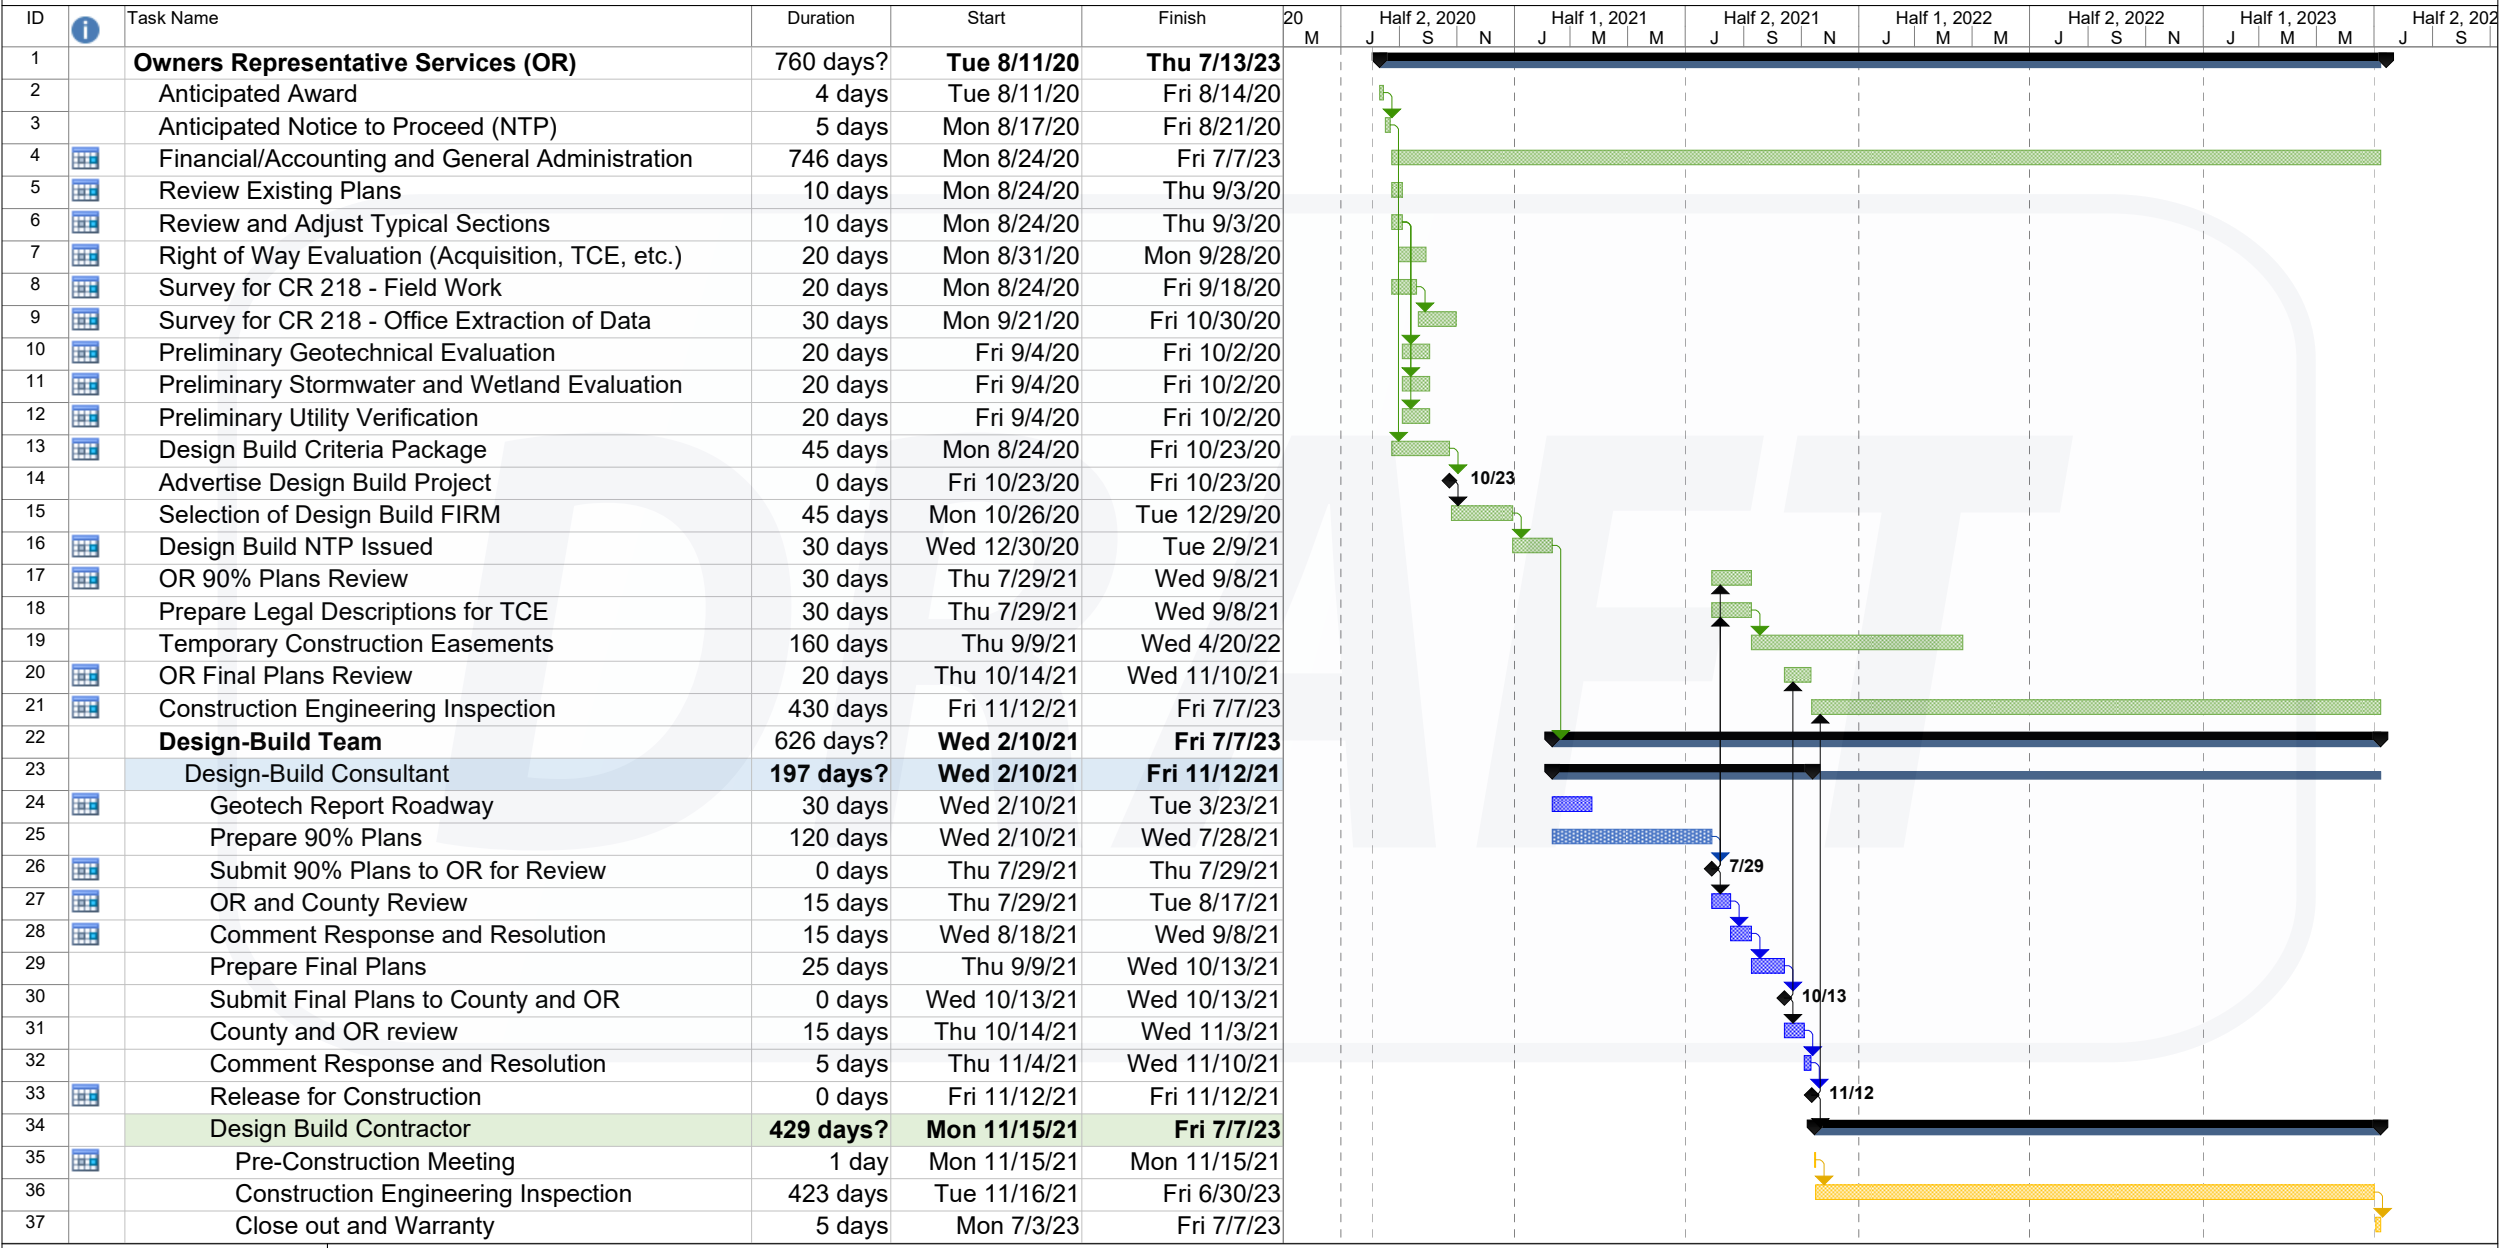 ID Task Name Duration Start Finish 20 Half 2, 2020 Half 1, 2021 Half 2, 2021 Half 1, 2022 Half 2, 2022 Half 1, 2023 Half 2, 202
M J S N J M M J S N J M M J S N J M M J S
1 Owners Representative Services (OR) 760 days? Tue 8/11/20 Thu 7/13/23
2 Anticipated Award 4 days Tue 8/11/20 Fri 8/14/20
3 Anticipated Notice to Proceed (NTP) 5 days Mon 8/17/20 Fri 8/21/20
4 Financial/Accounting and General Administration 746 days Mon 8/24/20 Fri 7/7/23
5 Review Existing Plans 10 days Mon 8/24/20 Thu 9/3/20
6 Review and Adjust Typical Sections 10 days Mon 8/24/20 Thu 9/3/20
7 Right of Way Evaluation (Acquisition, TCE, etc.) 20 days Mon 8/31/20 Mon 9/28/20
8 Survey for CR 218 - Field Work 20 days Mon 8/24/20 Fri 9/18/20
9 Survey for CR 218 - Office Extraction of Data 30 days Mon 9/21/20 Fri 10/30/20
10 Preliminary Geotechnical Evaluation 20 days Fri 9/4/20 Fri 10/2/20
11 Preliminary Stormwater and Wetland Evaluation 20 days Fri 9/4/20 Fri 10/2/20
12 Preliminary Utility Verification 20 days Fri 9/4/20 Fri 10/2/20
13 Design Build Criteria Package 45 days Mon 8/24/20 Fri 10/23/20
14 Advertise Design Build Project 0 days Fri 10/23/20 Fri 10/23/20 10/23
15 Selection of Design Build FIRM 45 days Mon 10/26/20 Tue 12/29/20
16 Design Build NTP Issued 30 days Wed 12/30/20 Tue 2/9/21
17 OR 90% Plans Review 30 days Thu 7/29/21 Wed 9/8/21
18 Prepare Legal Descriptions for TCE 30 days Thu 7/29/21 Wed 9/8/21
19 Temporary Construction Easements 160 days Thu 9/9/21 Wed 4/20/22
20 OR Final Plans Review 20 days Thu 10/14/21 Wed 11/10/21
21 Construction Engineering Inspection 430 days Fri 11/12/21 Fri 7/7/23
22 Design-Build Team 626 days? Wed 2/10/21 Fri 7/7/23
23 Design-Build Consultant 197 days? Wed 2/10/21 Fri 11/12/21
24 Geotech Report Roadway 30 days Wed 2/10/21 Tue 3/23/21
25 Prepare 90% Plans 120 days Wed 2/10/21 Wed 7/28/21
26 Submit 90% Plans to OR for Review 0 days Thu 7/29/21 Thu 7/29/21 7/29
27 OR and County Review 15 days Thu 7/29/21 Tue 8/17/21
28 Comment Response and Resolution 15 days Wed 8/18/21 Wed 9/8/21
29 Prepare Final Plans 25 days Thu 9/9/21 Wed 10/13/21
30 Submit Final Plans to County and OR 0 days Wed 10/13/21 Wed 10/13/21 10/13
31 County and OR review 15 days Thu 10/14/21 Wed 11/3/21
32 Comment Response and Resolution 5 days Thu 11/4/21 Wed 11/10/21
33 Release for Construction 0 days Fri 11/12/21 Fri 11/12/21 11/12
34 Design Build Contractor 429 days? Mon 11/15/21 Fri 7/7/23
35 Pre-Construction Meeting 1 day Mon 11/15/21 Mon 11/15/21
36 Construction Engineering Inspection 423 days Tue 11/16/21 Fri 6/30/23
37 Close out and Warranty 5 days Mon 7/3/23 Fri 7/7/23
DRAFT